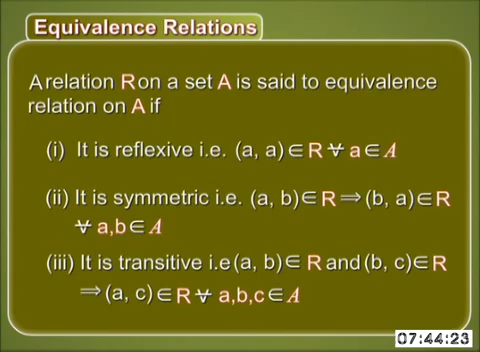 Equivalence Relations
A relation R on a set A is said to equivalence
relation on A if
(i) It is reflexive i.e. (a, a) ∈ R ∀ a ∈ A
(ii) It is symmetric i.e. (a, b) ∈ R ⇒ (b, a) ∈ R
∀ a,b ∈ A
(iii) It is transitive i.e (a, b) ∈ R and (b, c) ∈ R
⇒ (a, c) ∈ R ∀ a,b,c ∈ A
07:44:23